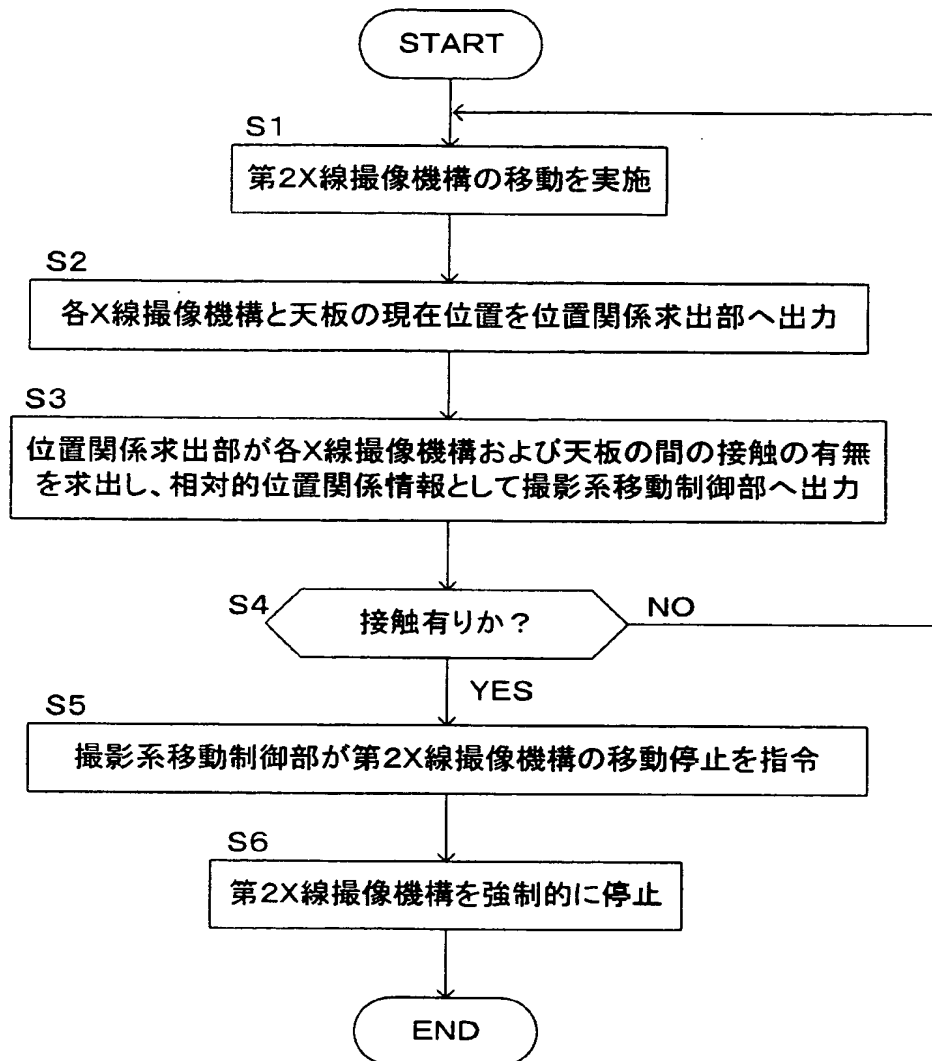 START
S1
第2X線撮像機構の移動を実施
S2
各X線撮像機構と天板の現在位置を位置関係求出部へ出力
S3
位置関係求出部が各X線撮像機構および天板の間の接触の有無
を求出し、相対的位置関係情報として撮影系移動制御部へ出力
S4
接触有りか？
NO
YES
S5
撮影系移動制御部が第2X線撮像機構の移動停止を指令
S6
第2X線撮像機構を強制的に停止
END